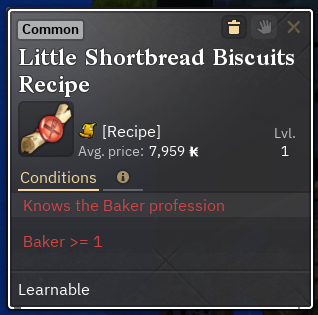 Common
Little Shortbread Biscuits
Recipe
[Recipe]
Lvl.
Avg. price: 7,959
1
Conditions
Knows the Baker profession
Baker >= 1
Learnable